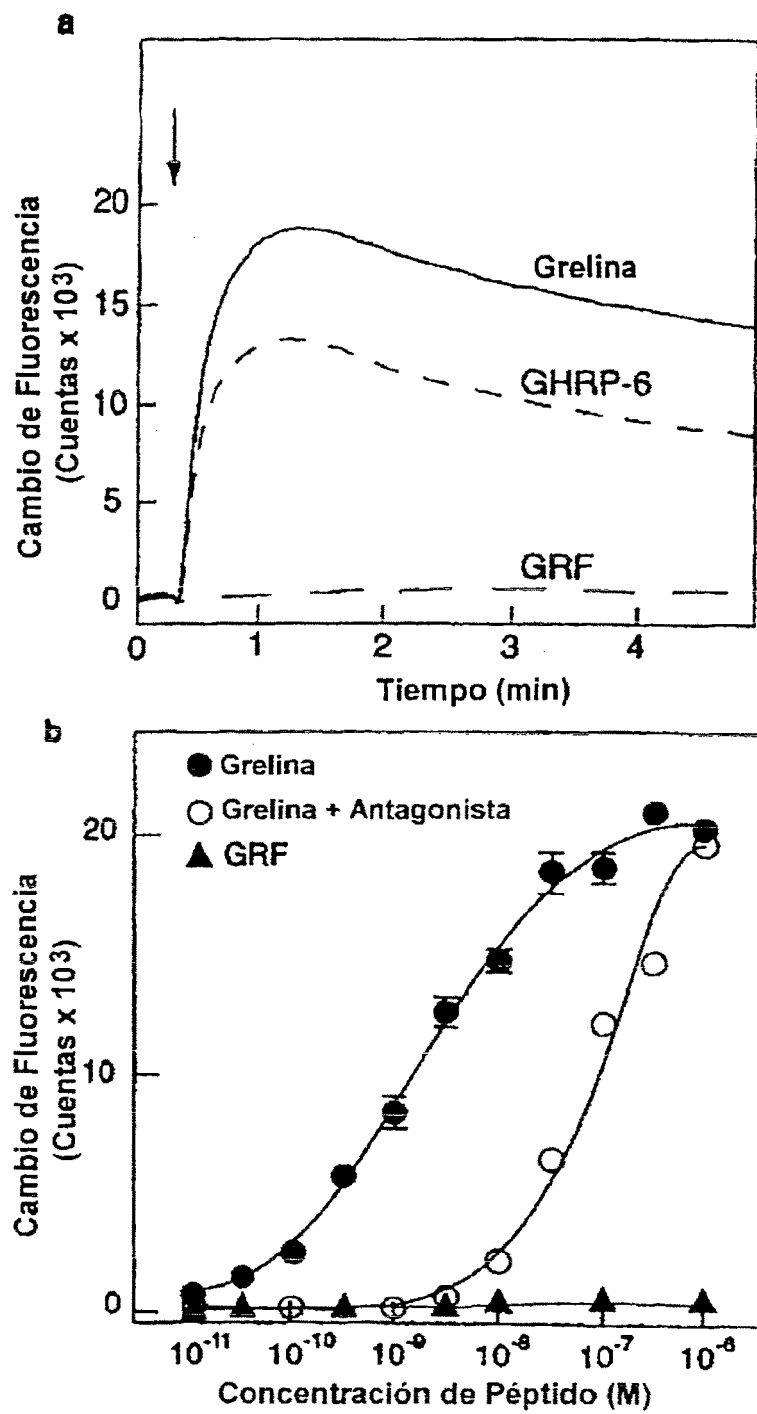 a
Cambio de Fluorescencia
(Cuentas x 10³)
20
15
10
5
0
Grelina
GHRP-6
GRF
0 1 2 3 4
Tiempo (min)
● Grelina
○ Grelina + Antagonista
▲ GRF
Cambio de Fluorescencia
(Cuentas x 10³)
20
10
0
10⁻¹¹ 10⁻¹⁰ 10⁻⁹ 10⁻⁸ 10⁻⁷ 10⁻⁶
Concentración de Péptido (M)